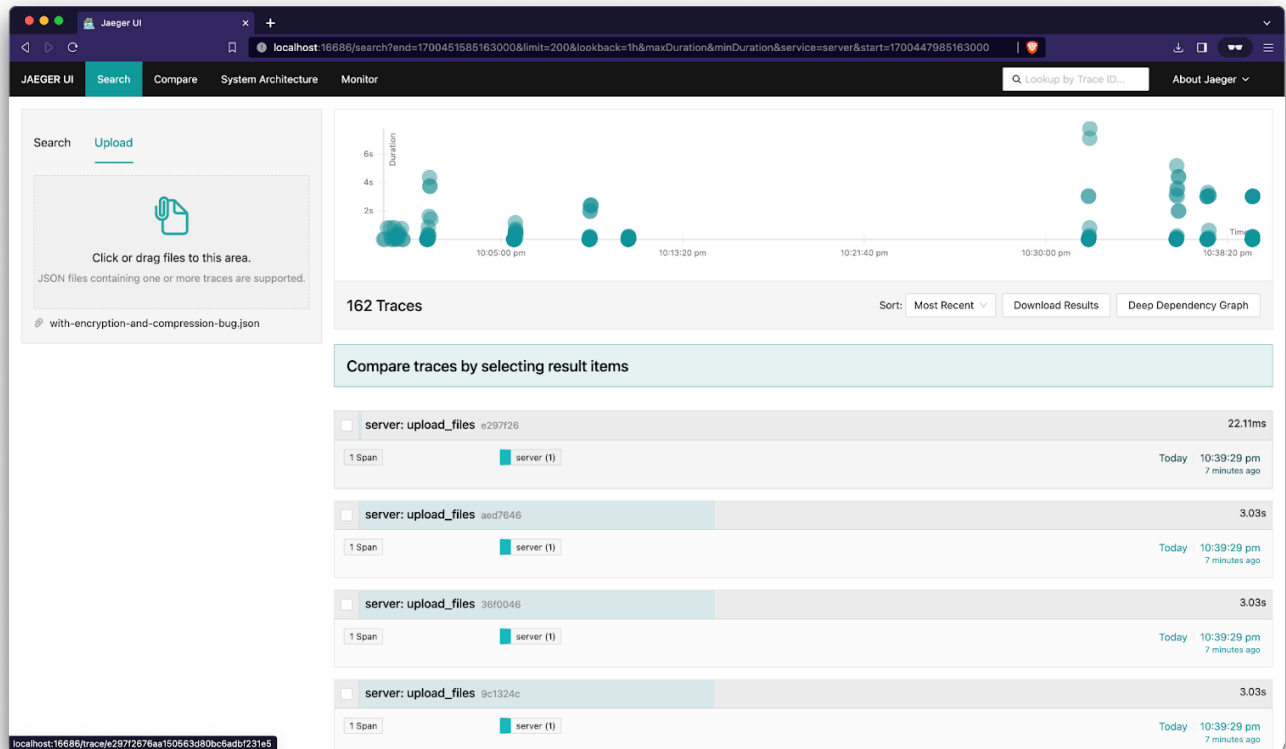 Jaeger UI
localhost:16686/search?end=1700451585163000&limit=200&lookback=1h&maxDuration&minDuration&service=server&start=1700447985163000
JAEGER UI Search Compare System Architecture Monitor Lookup by Trace ID... About Jaeger
Search Upload
Click or drag files to this area.
JSON files containing one or more traces are supported.
with-encryption-and-compression-bug.json
Duration
6s
4s
2s
Time
10:05:00 pm 10:13:20 pm 10:21:40 pm 10:30:00 pm 10:38:20 pm
162 Traces Sort: Most Recent Download Results Deep Dependency Graph
Compare traces by selecting result items
server: upload_files e297f26 22.11ms
1 Span server (1) Today 10:39:29 pm
7 minutes ago
server: upload_files aed7646 3.03s
1 Span server (1) Today 10:39:29 pm
7 minutes ago
server: upload_files 36f0046 3.03s
1 Span server (1) Today 10:39:29 pm
7 minutes ago
server: upload_files 9c1324c 3.03s
1 Span server (1) Today 10:39:29 pm
7 minutes ago
localhost:16686/trace/e297f2676aa150563d80bc6adbf231e5